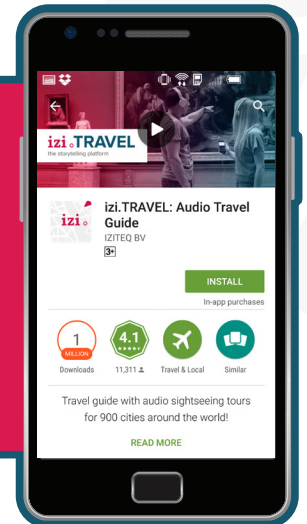 izi.TRAVEL
the storytelling platform
izi.
izi.TRAVEL: Audio Travel
Guide
IZITEQ BV
3+
INSTALL
In-app purchases
1
MILLION
4.1
Downloads
11,311
Travel & Local
Similar
Travel guide with audio sightseeing tours
for 900 cities around the world!
READ MORE